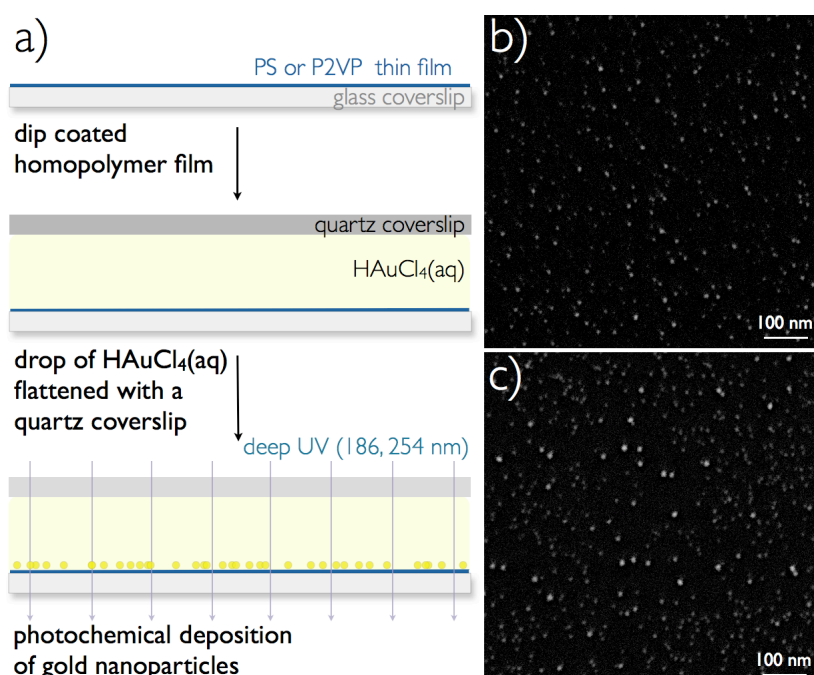 a)
PS or P2VP thin film
glass coverslip
dip coated
homopolymer film
quartz coverslip
HAuCl4(aq)
drop of HAuCl4(aq)
flattened with a
quartz coverslip
deep UV (186, 254 nm)
photochemical deposition
of gold nanoparticles
b)
100 nm
c)
100 nm